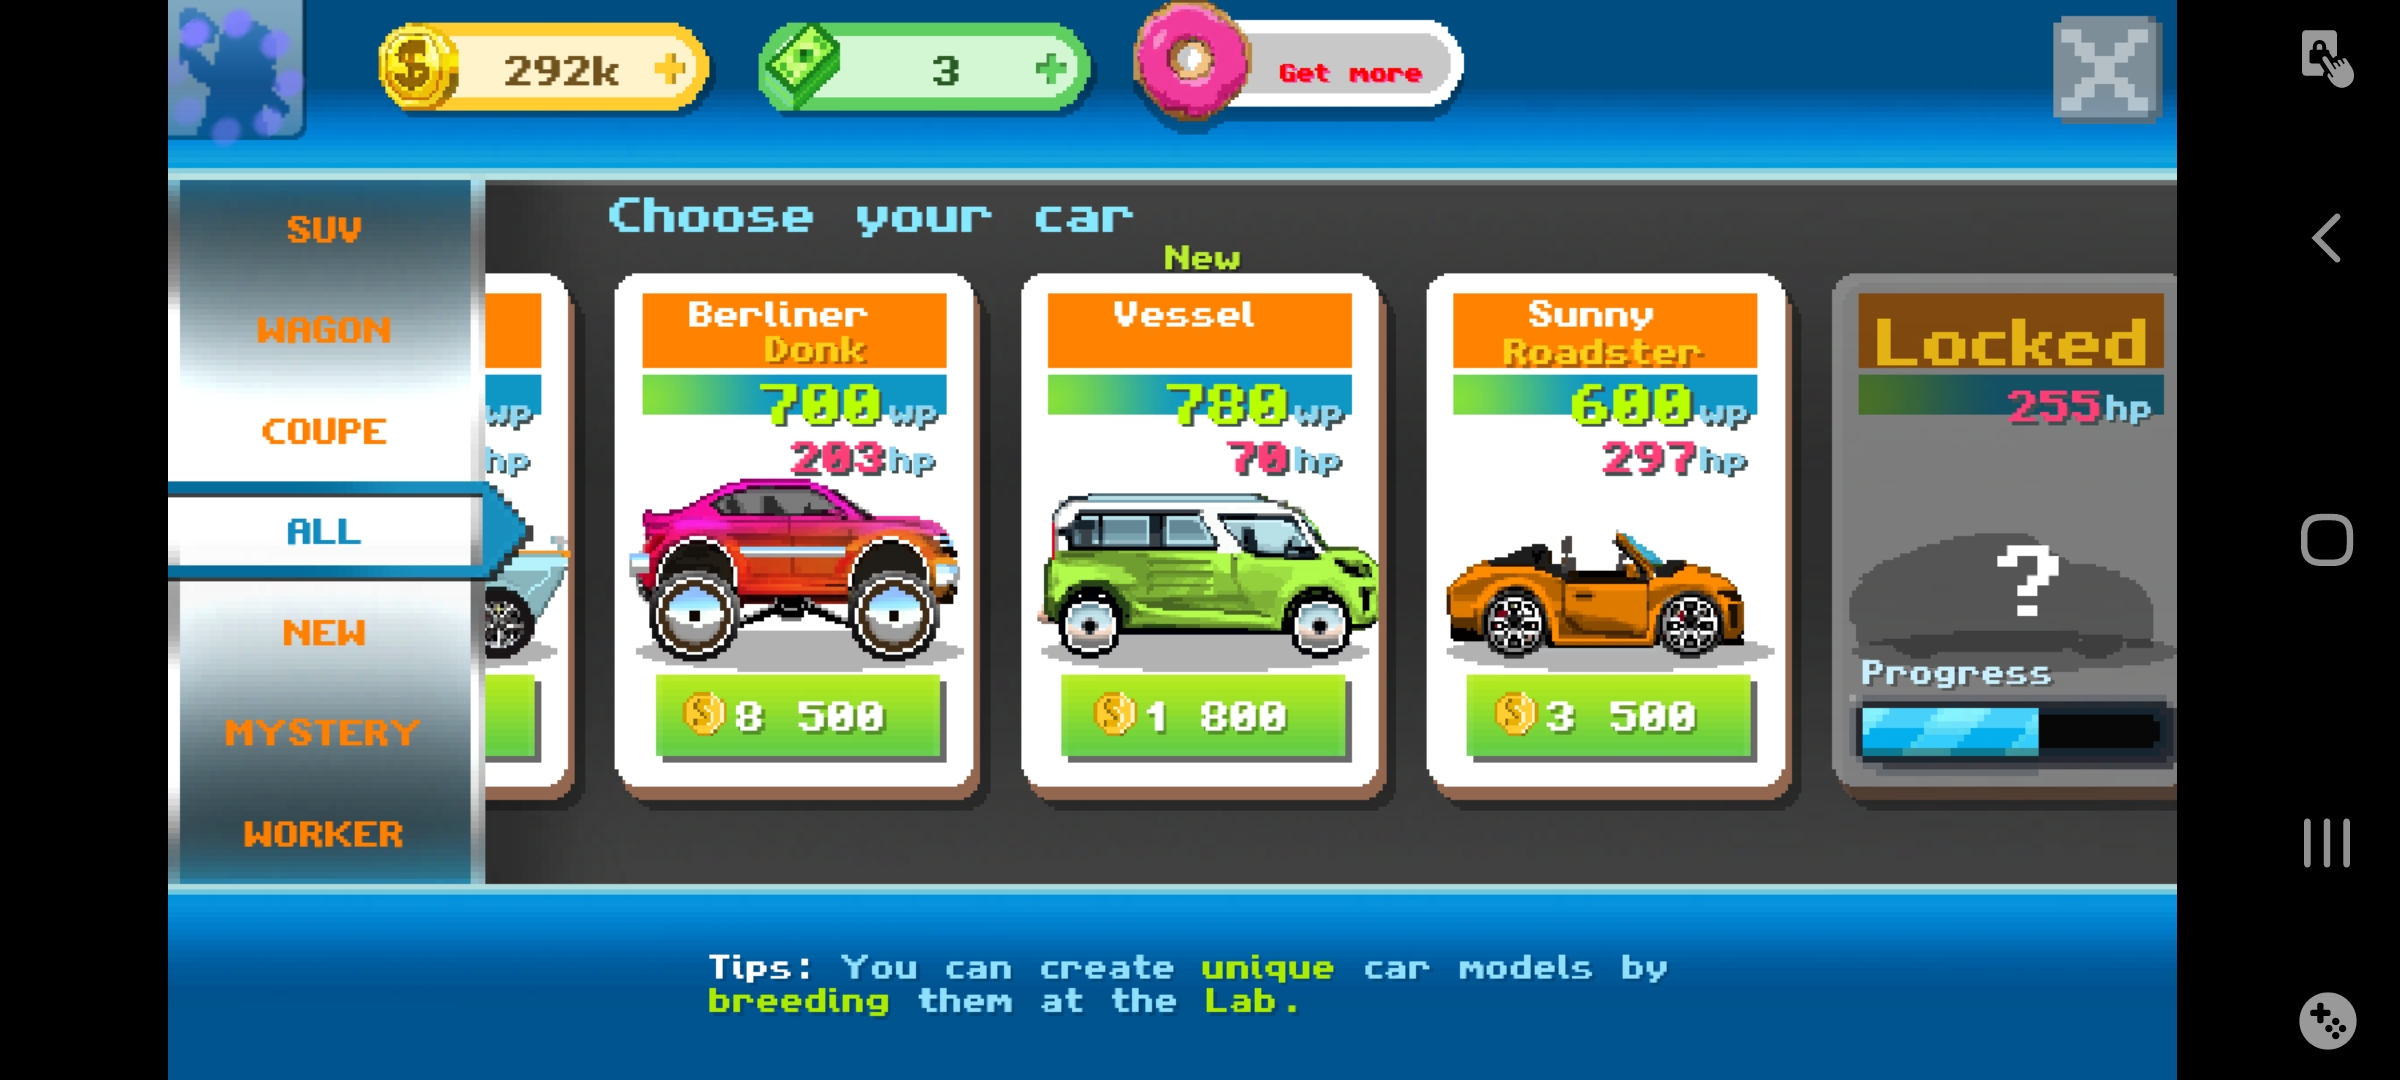 292k
3
Get more
SUV
WAGON
COUPE
ALL
NEW
MYSTERY
WORKER
Choose your car
wp
hp
Berliner
Donk
700wp
203hp
8 500
New
Vessel
780wp
70hp
1 800
Sunny
Roadster
600wp
297hp
3 500
Locked
255hp
?
Progress
Tips: You can create unique car models by
breeding them at the Lab.